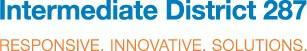 Intermediate District 287
RESPONSIVE. INNOVATIVE. SOLUTIONS.